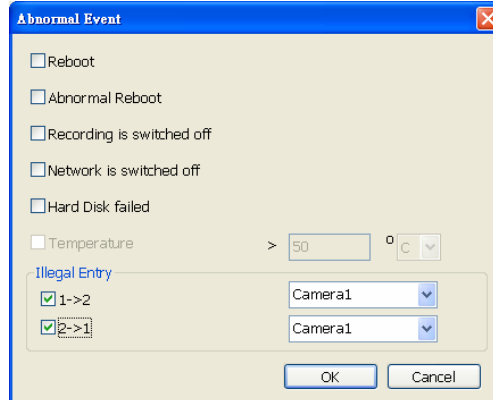 Abnormal Event
Reboot
Abnormal Reboot
Recording is switched off
Network is switched off
Hard Disk failed
Temperature > 50 o C
Illegal Entry
1->2 Camera1
2->1 Camera1
OK Cancel